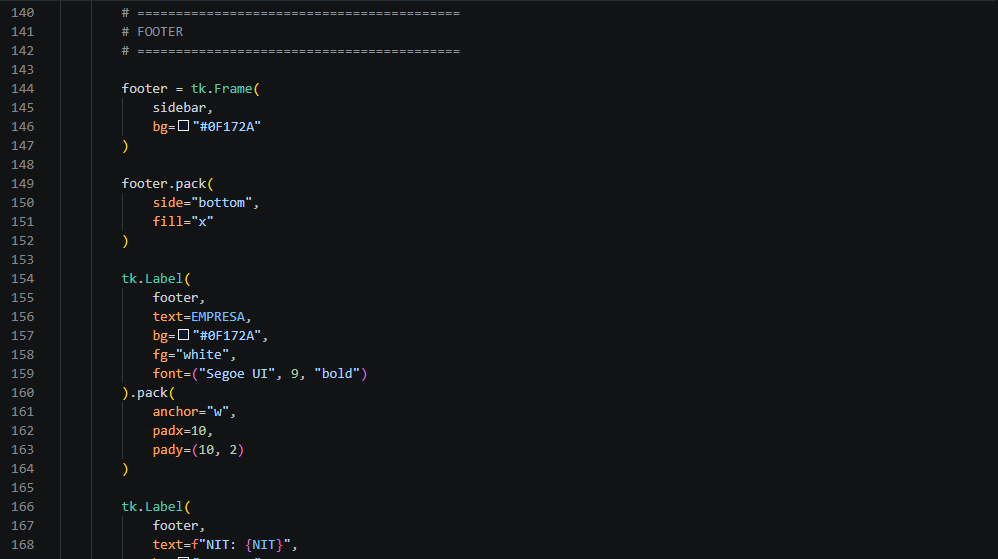 140 # ==========================================
141 # FOOTER
142 # ==========================================
143
144 footer = tk.Frame(
145     sidebar,
146     bg="#0F172A"
147 )
148
149 footer.pack(
150     side="bottom",
151     fill="x"
152 )
153
154 tk.Label(
155     footer,
156     text=EMPRESA,
157     bg="#0F172A",
158     fg="white",
159     font=("Segoe UI", 9, "bold")
160 ).pack(
161     anchor="w",
162     padx=10,
163     pady=(10, 2)
164 )
165
166 tk.Label(
167     footer,
168     text=f"NIT: {NIT}",